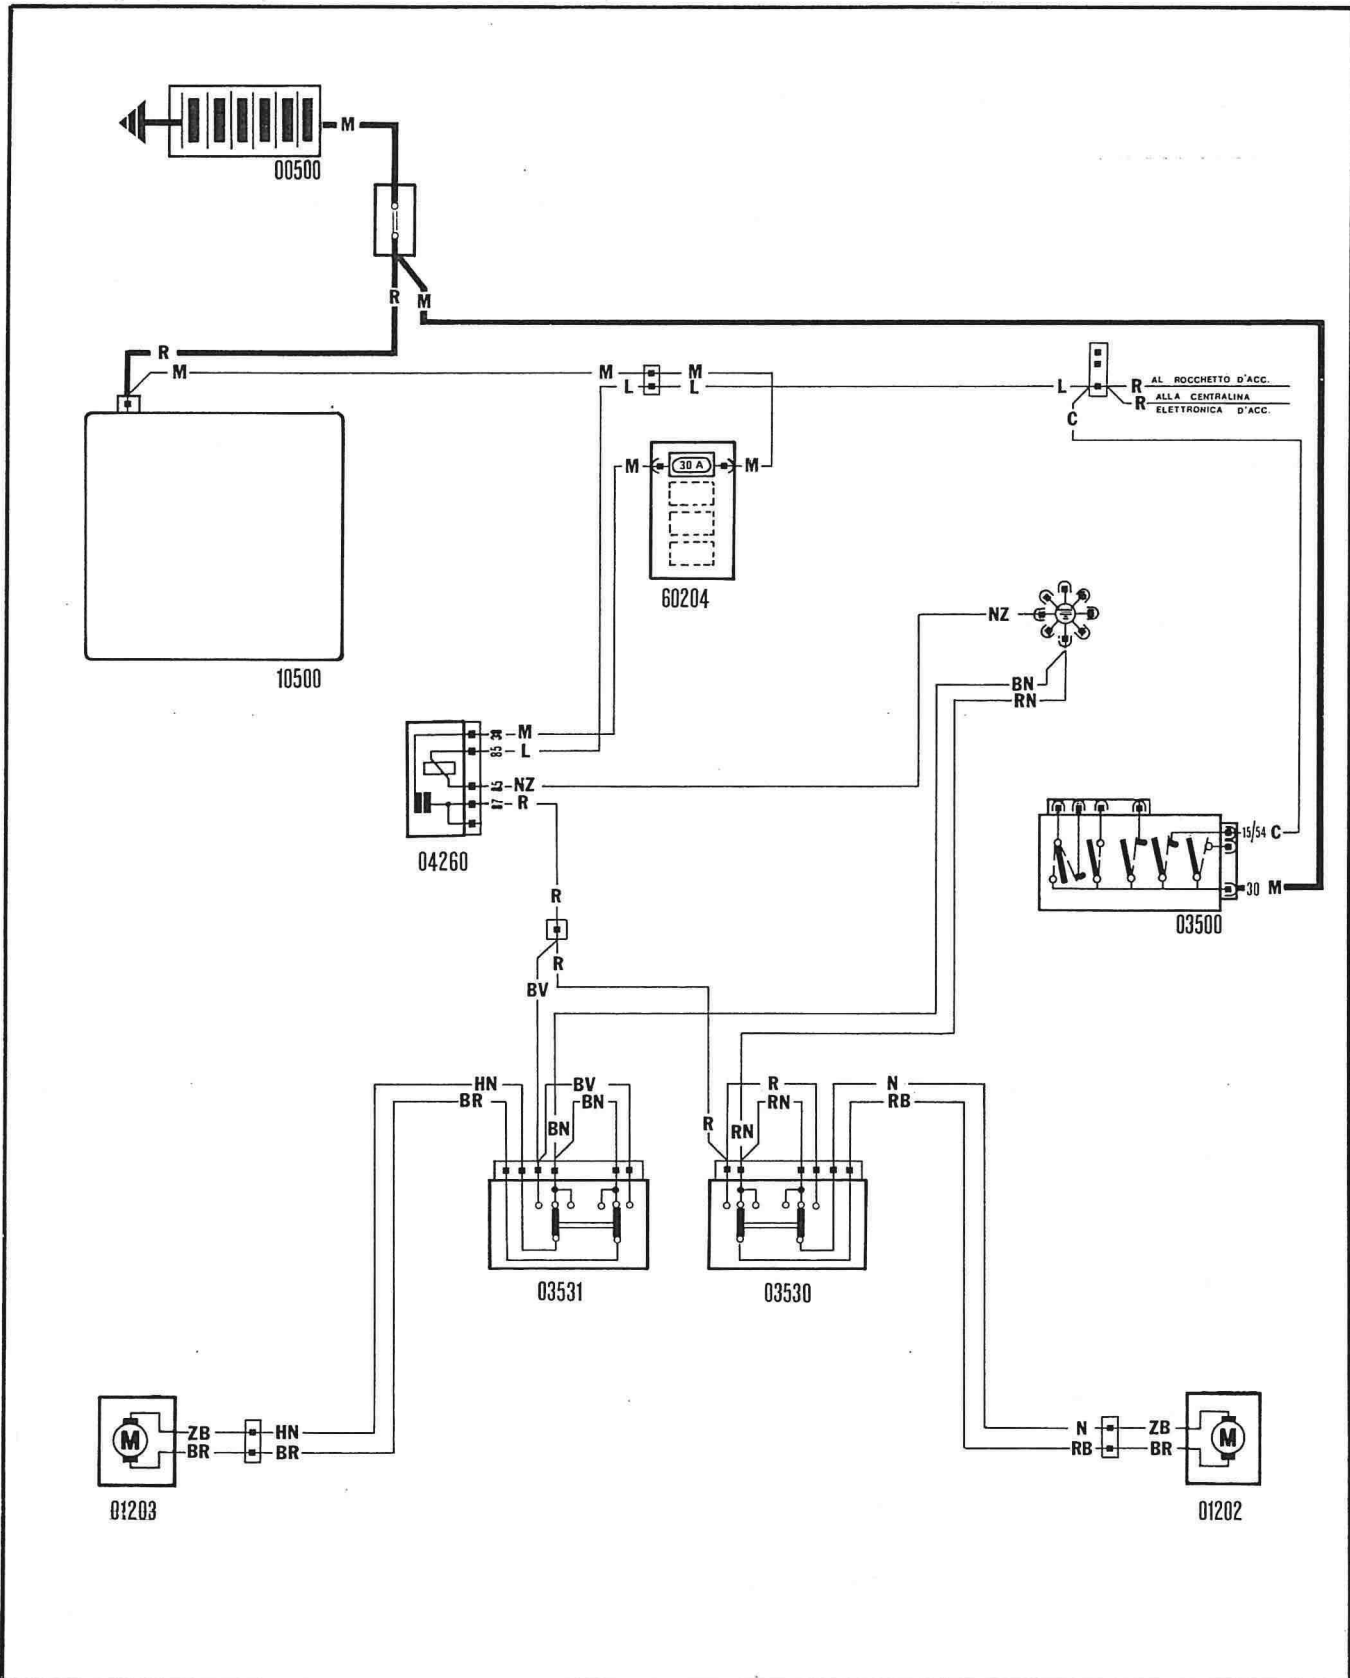 M
00500
R
M
R
M
M
M
L
L
L
R
AL ROCCHETTO D'ACC.
R
ALLA CENTRALINA
ELETTRONICA D'ACC.
C
M
30 A
M
60204
10500
NZ
BN
RN
M
85
L
NZ
R
04260
15/54
C
30
M
03500
R
R
BV
HN
BR
BV
BN
BN
R
RN
R
RN
N
RB
03531
03530
ZB
HN
BR
BR
01203
N
ZB
RB
BR
01202
M
M